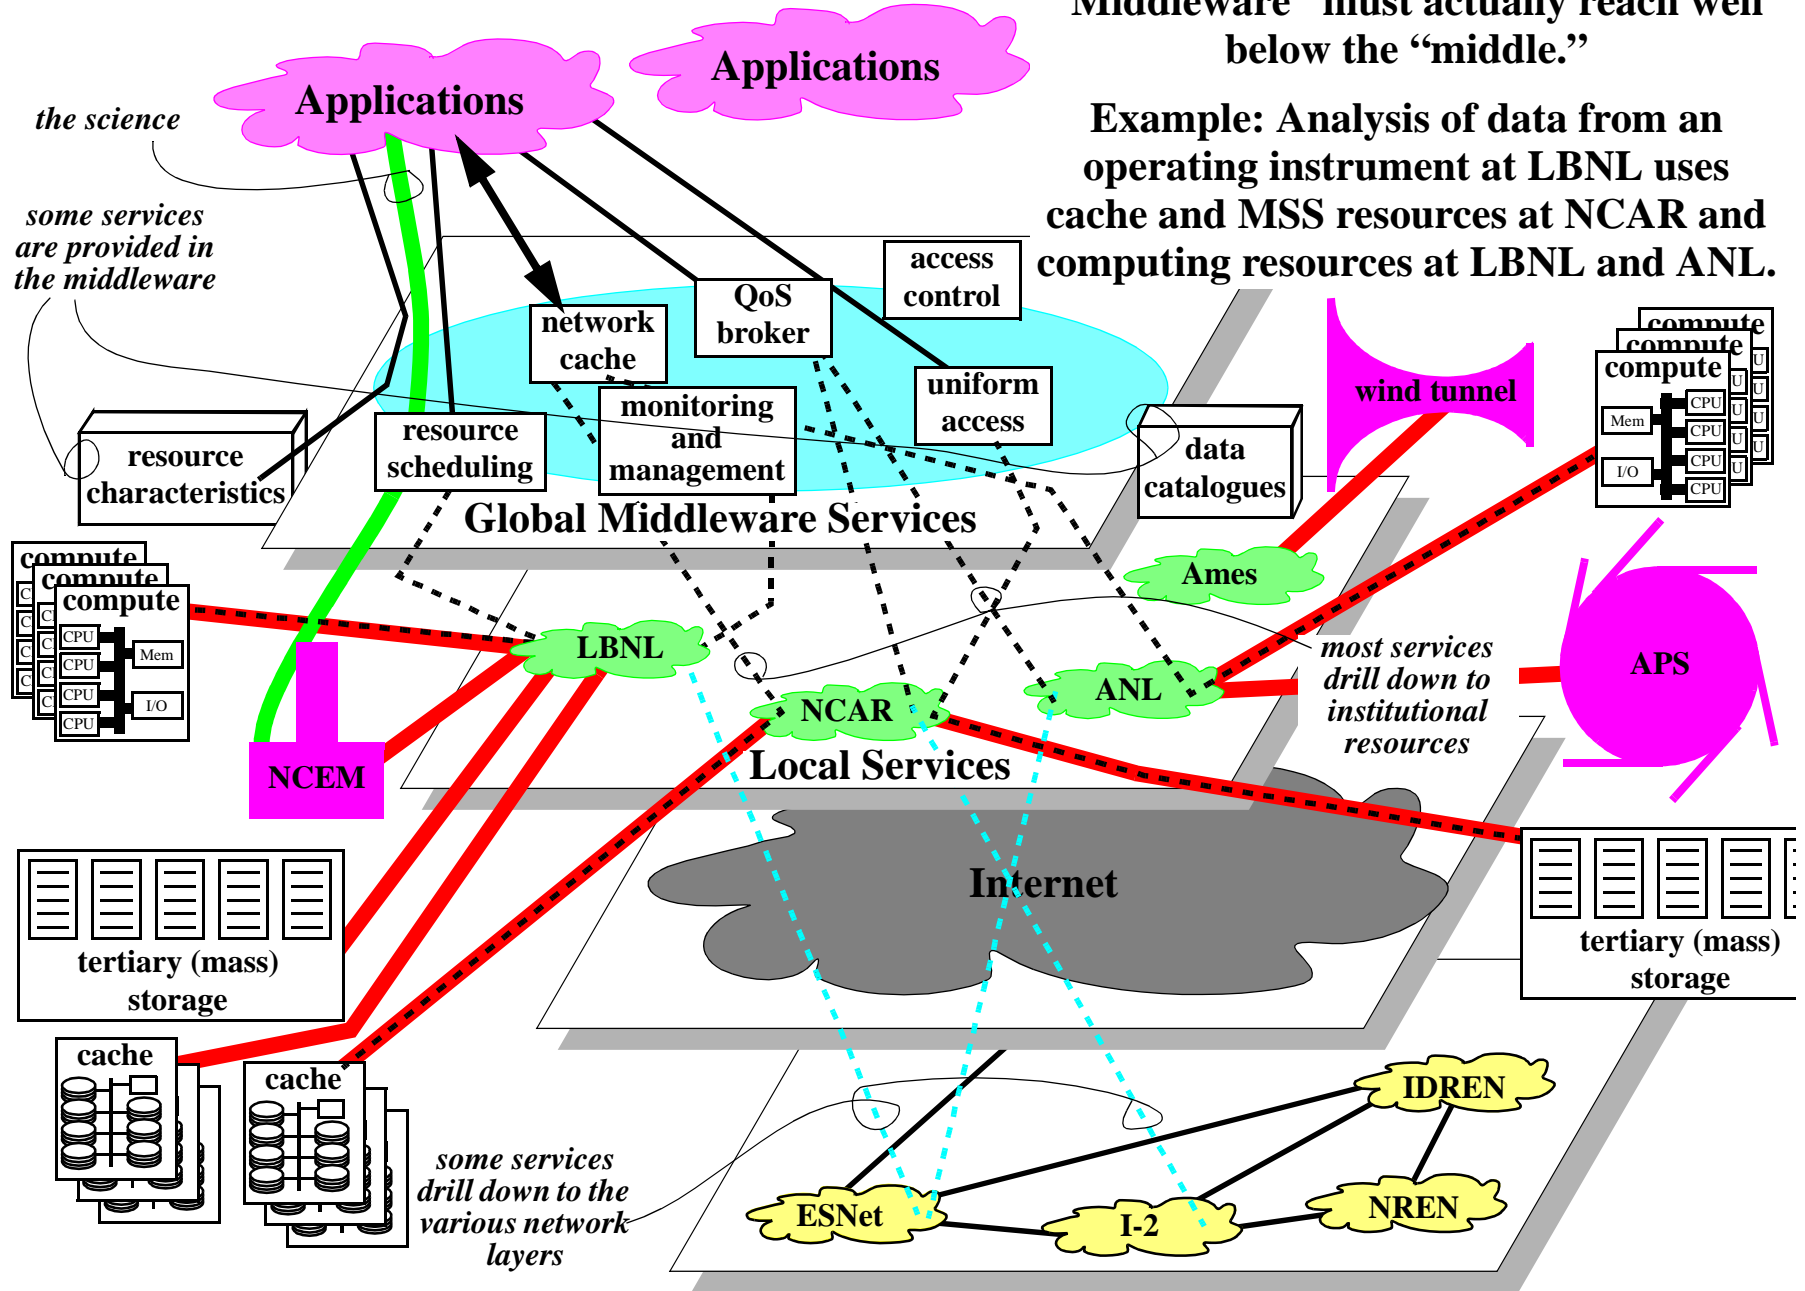 Middleware” must actually reach well
below the “middle.”
Example: Analysis of data from an
operating instrument at LBNL uses
cache and MSS resources at NCAR and
computing resources at LBNL and ANL.
Applications
Applications
the science
some services
are provided in
the middleware
access
control
QoS
broker
network
cache
uniform
access
monitoring
and
management
resource
scheduling
resource
characteristics
data
catalogues
Global Middleware Services
wind tunnel
compute
compute
compute
Mem
I/O
CPU
CPU
CPU
CPU
U
U
U
U
U
U
U
U
compute
compute
compute
CPU
CPU
CPU
CPU
Mem
I/O
C
C
C
C
C
C
C
C
Ames
LBNL
NCAR
ANL
APS
NCEM
most services
drill down to
institutional
resources
Local Services
Internet
tertiary (mass)
storage
tertiary (mass)
storage
cache
cache
some services
drill down to the
various network
layers
IDREN
ESNet
I-2
NREN